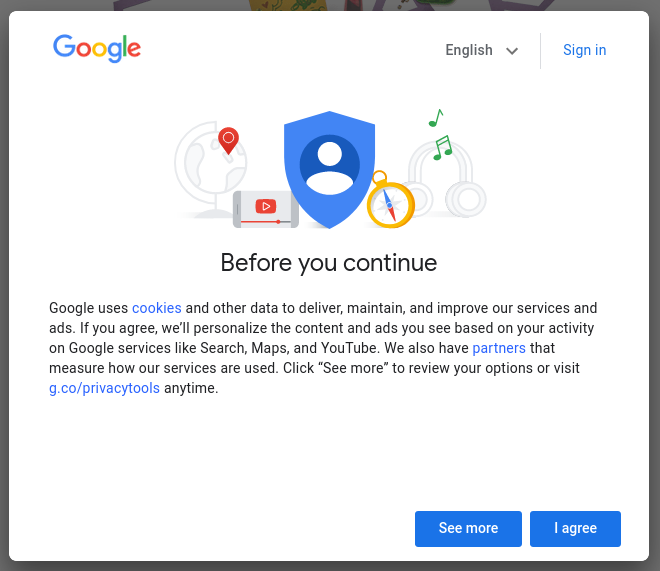 Google
English
Sign in
Before you continue
Google uses cookies and other data to deliver, maintain, and improve our services and
ads. If you agree, we’ll personalize the content and ads you see based on your activity
on Google services like Search, Maps, and YouTube. We also have partners that
measure how our services are used. Click “See more” to review your options or visit
g.co/privacytools anytime.
See more
I agree